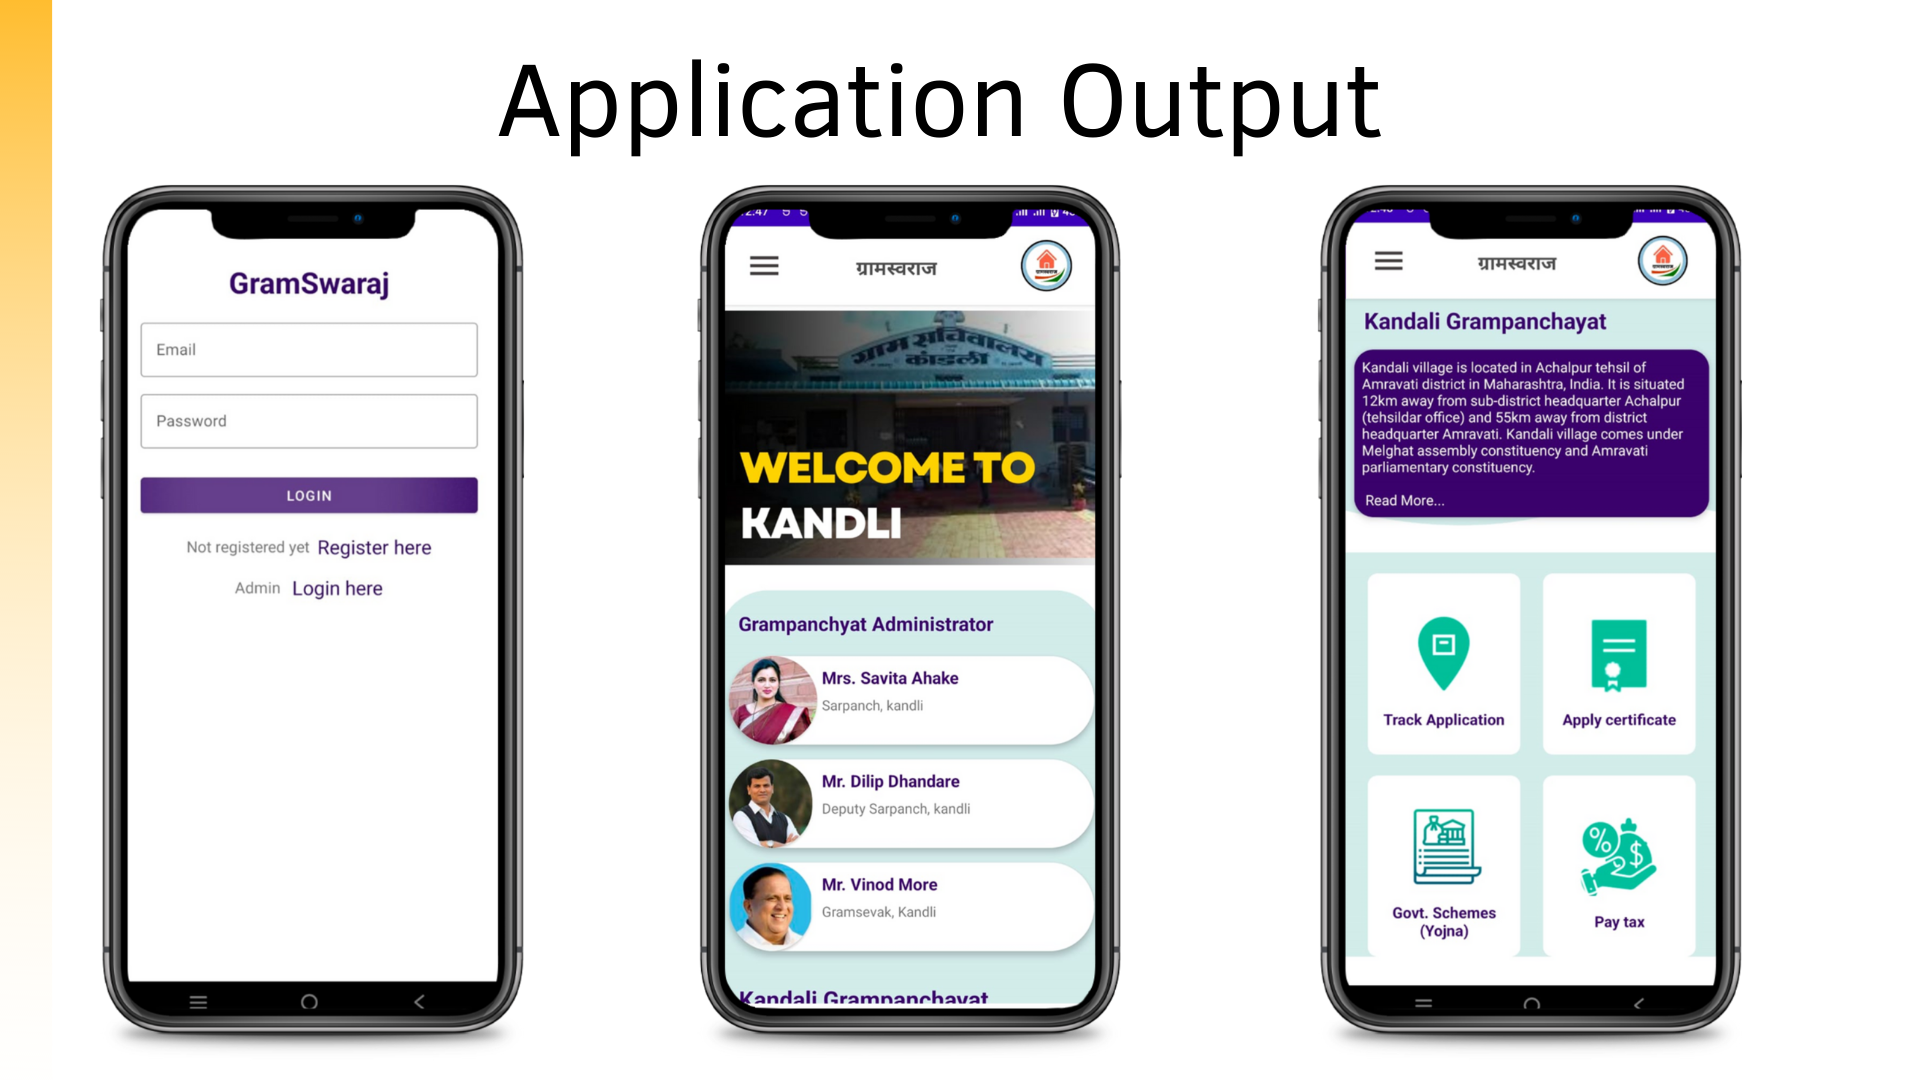 Application Output
GramSwaraj
Email
Password
LOGIN
Not registered yet Register here
Admin Login here
ग्रामस्वराज
ग्राम सचिवालय
कांडली
WELCOME TO
KANDLI
Grampanchyat Administrator
Mrs. Savita Ahake
Sarpanch, kandli
Mr. Dilip Dhandare
Deputy Sarpanch, kandli
Mr. Vinod More
Gramsevak, Kandli
Kandali Grampanchayat
ग्रामस्वराज
Kandali Grampanchayat
Kandali village is located in Achalpur tehsil of
Amravati district in Maharashtra, India. It is situated
12km away from sub-district headquarter Achalpur
(tehsildar office) and 55km away from district
headquarter Amravati. Kandali village comes under
Melghat assembly constituency and Amravati
parliamentary constituency.
Read More...
Track Application
Apply certificate
Govt. Schemes
(Yojna)
Pay tax